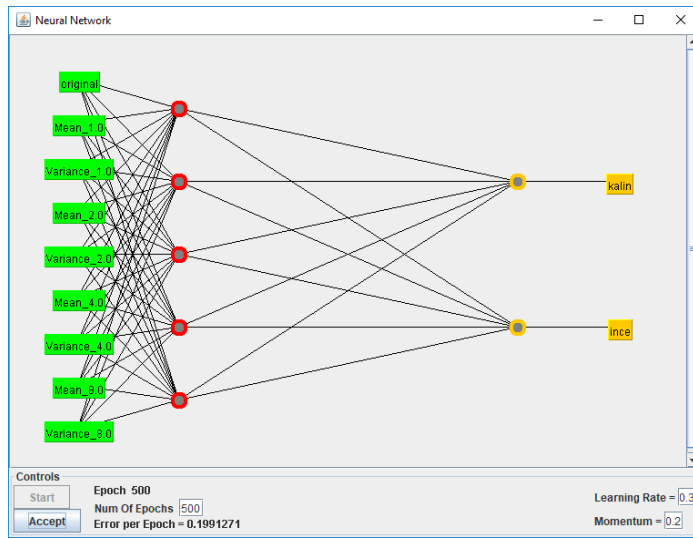 Neural Network
original
Mean_1.0
Variance_1.0
Mean_2.0
Variance_2.0
Mean_4.0
Variance_4.0
Mean_8.0
Variance_8.0
kalin
ince
Controls
Start
Accept
Epoch 500
Num Of Epochs 500
Error per Epoch = 0.1991271
Learning Rate = 0.3
Momentum = 0.2